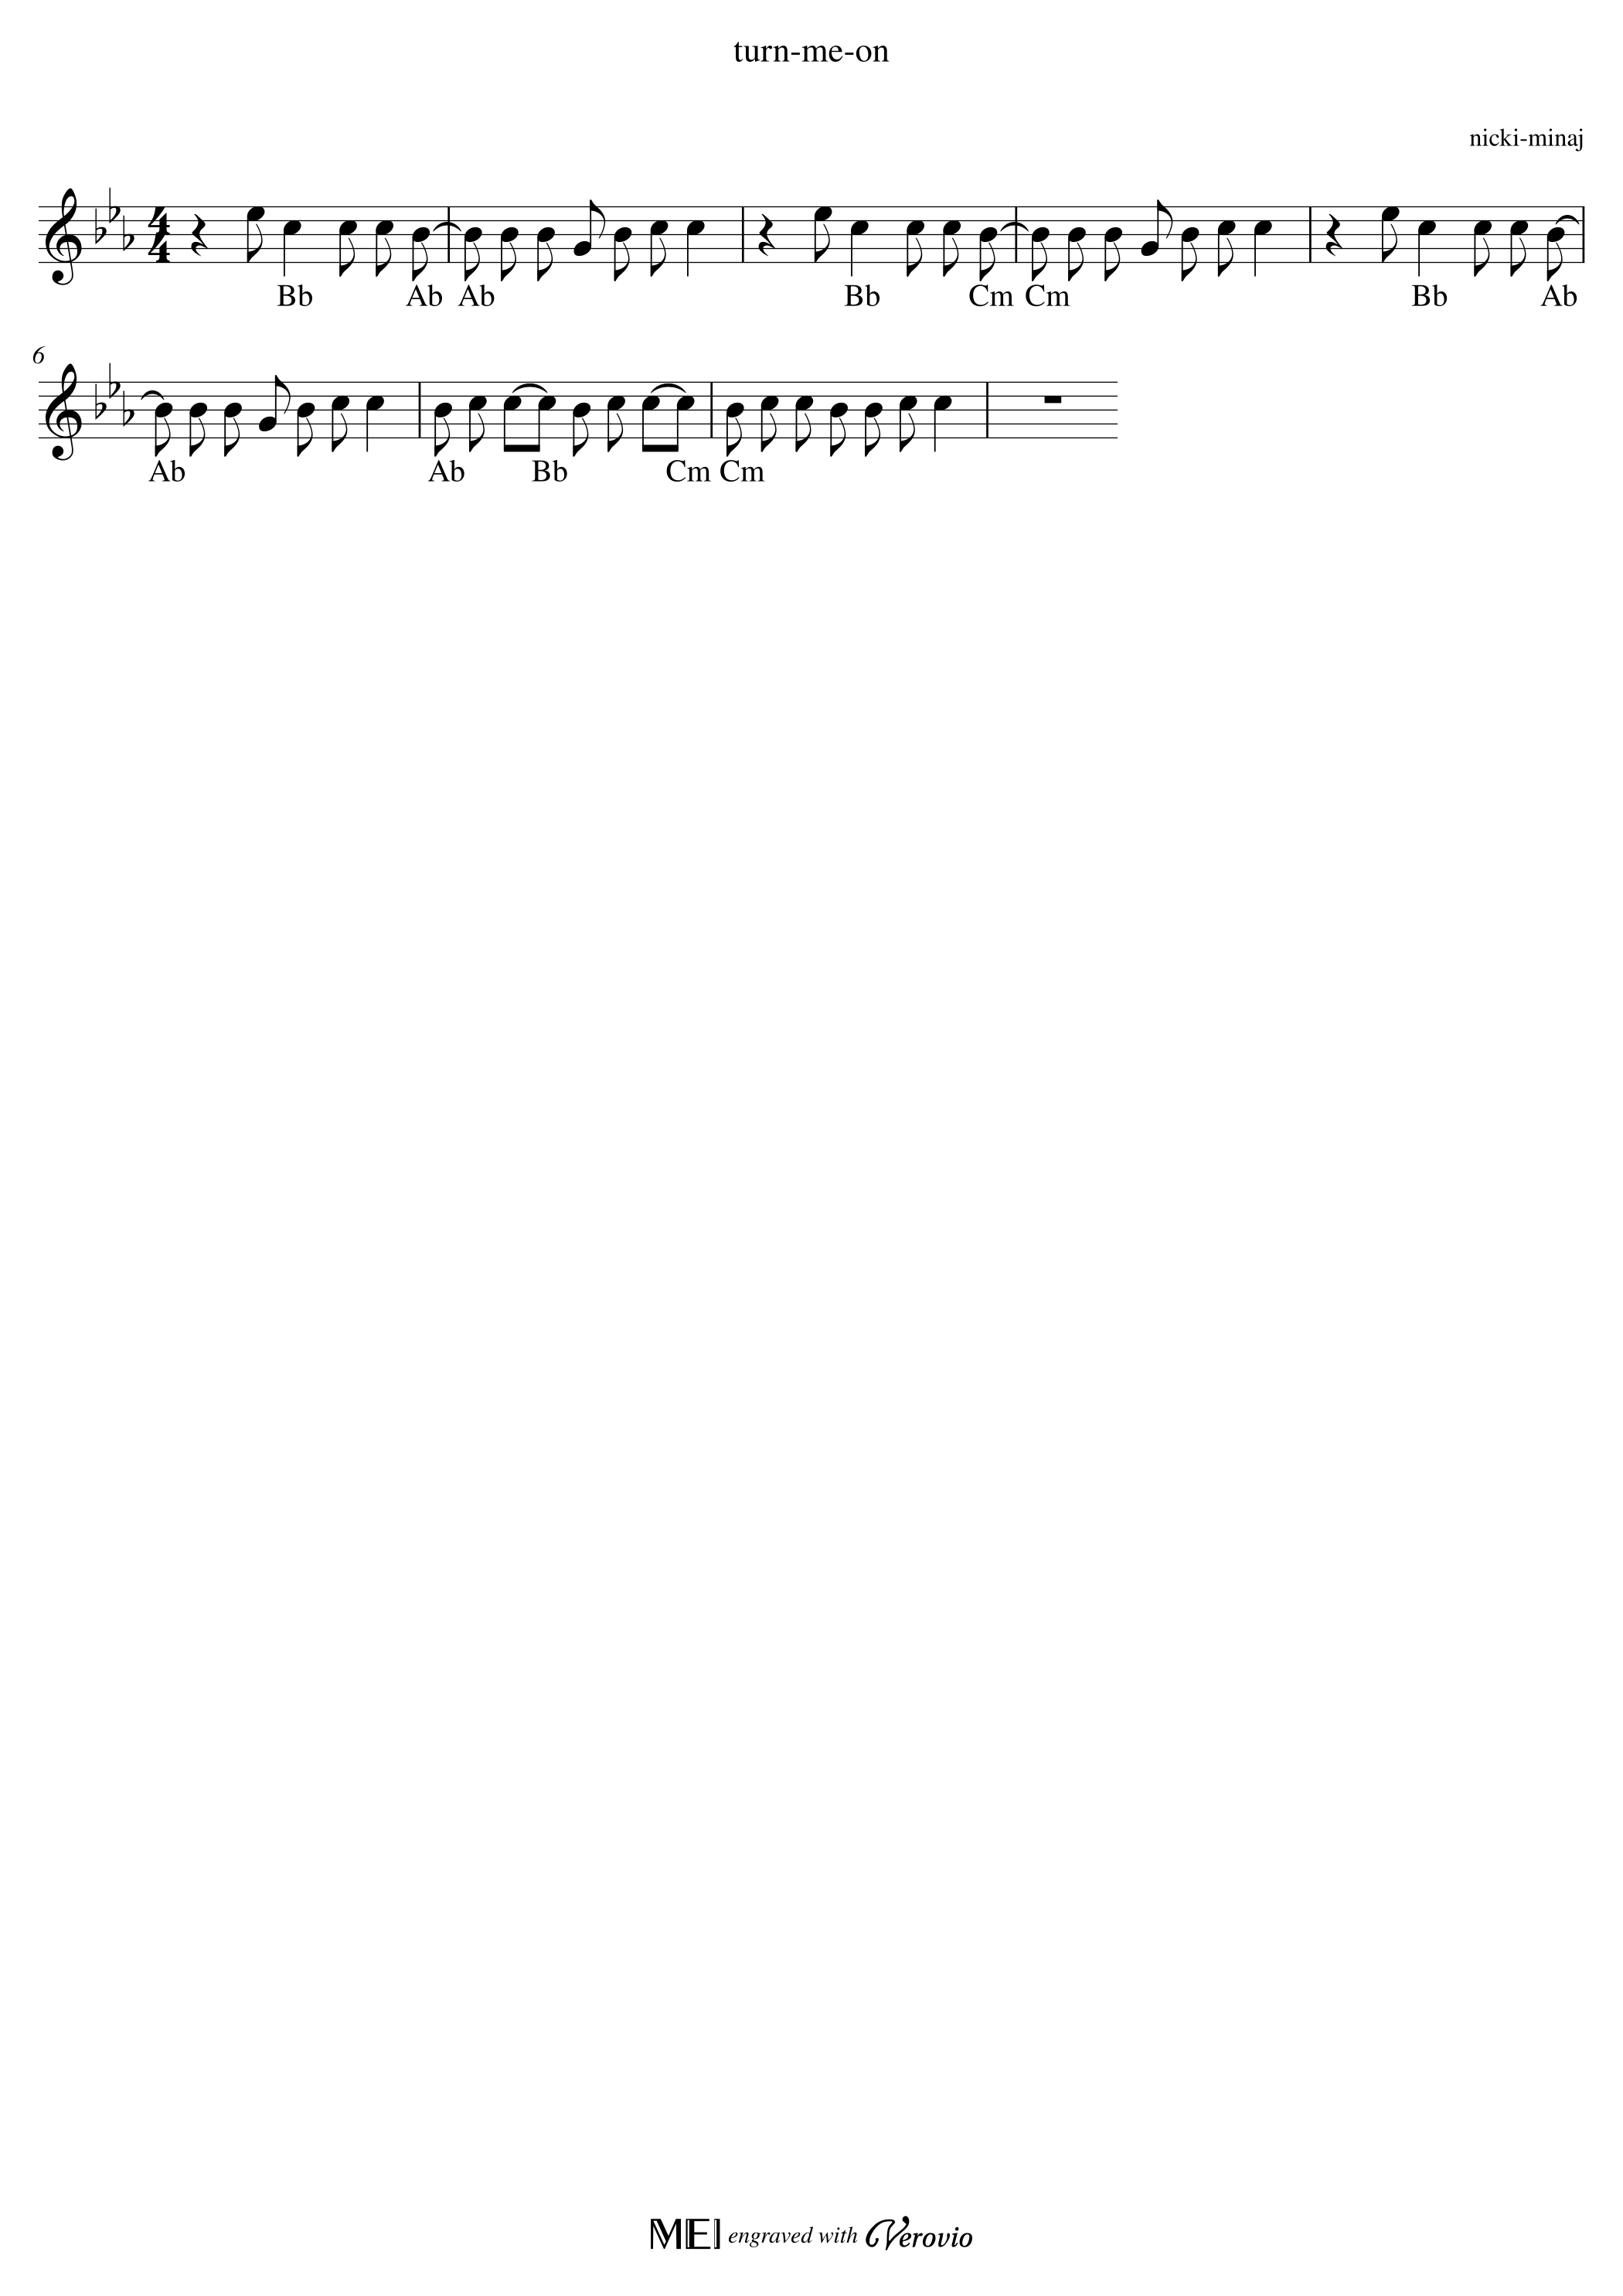 turn-me-on
nicki-minaj
4
4
Bb Ab Ab Bb Cm Cm Bb Ab
6
Ab Ab Bb Cm Cm
MEI engraved with Verovio